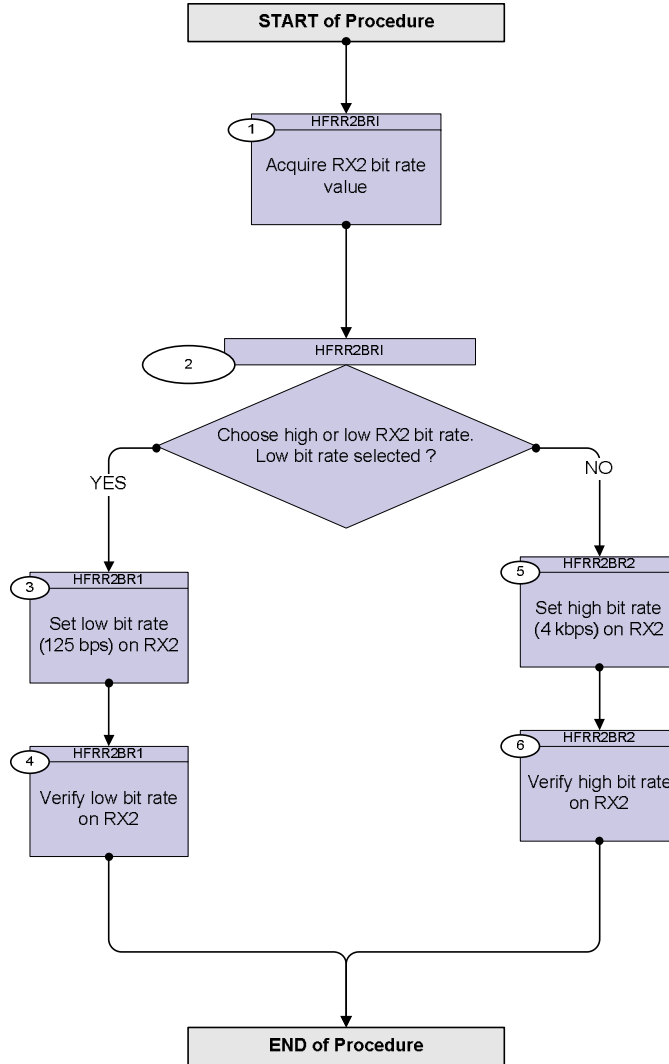 START of Procedure
HFRR2BRI
1
Acquire RX2 bit rate
value
HFRR2BRI
2
Choose high or low RX2 bit rate.
Low bit rate selected ?
YES
NO
HFRR2BR1
3
Set low bit rate
(125 bps) on RX2
HFRR2BR2
5
Set high bit rate
(4 kbps) on RX2
HFRR2BR1
4
Verify low bit rate
on RX2
HFRR2BR2
6
Verify high bit rate
on RX2
END of Procedure